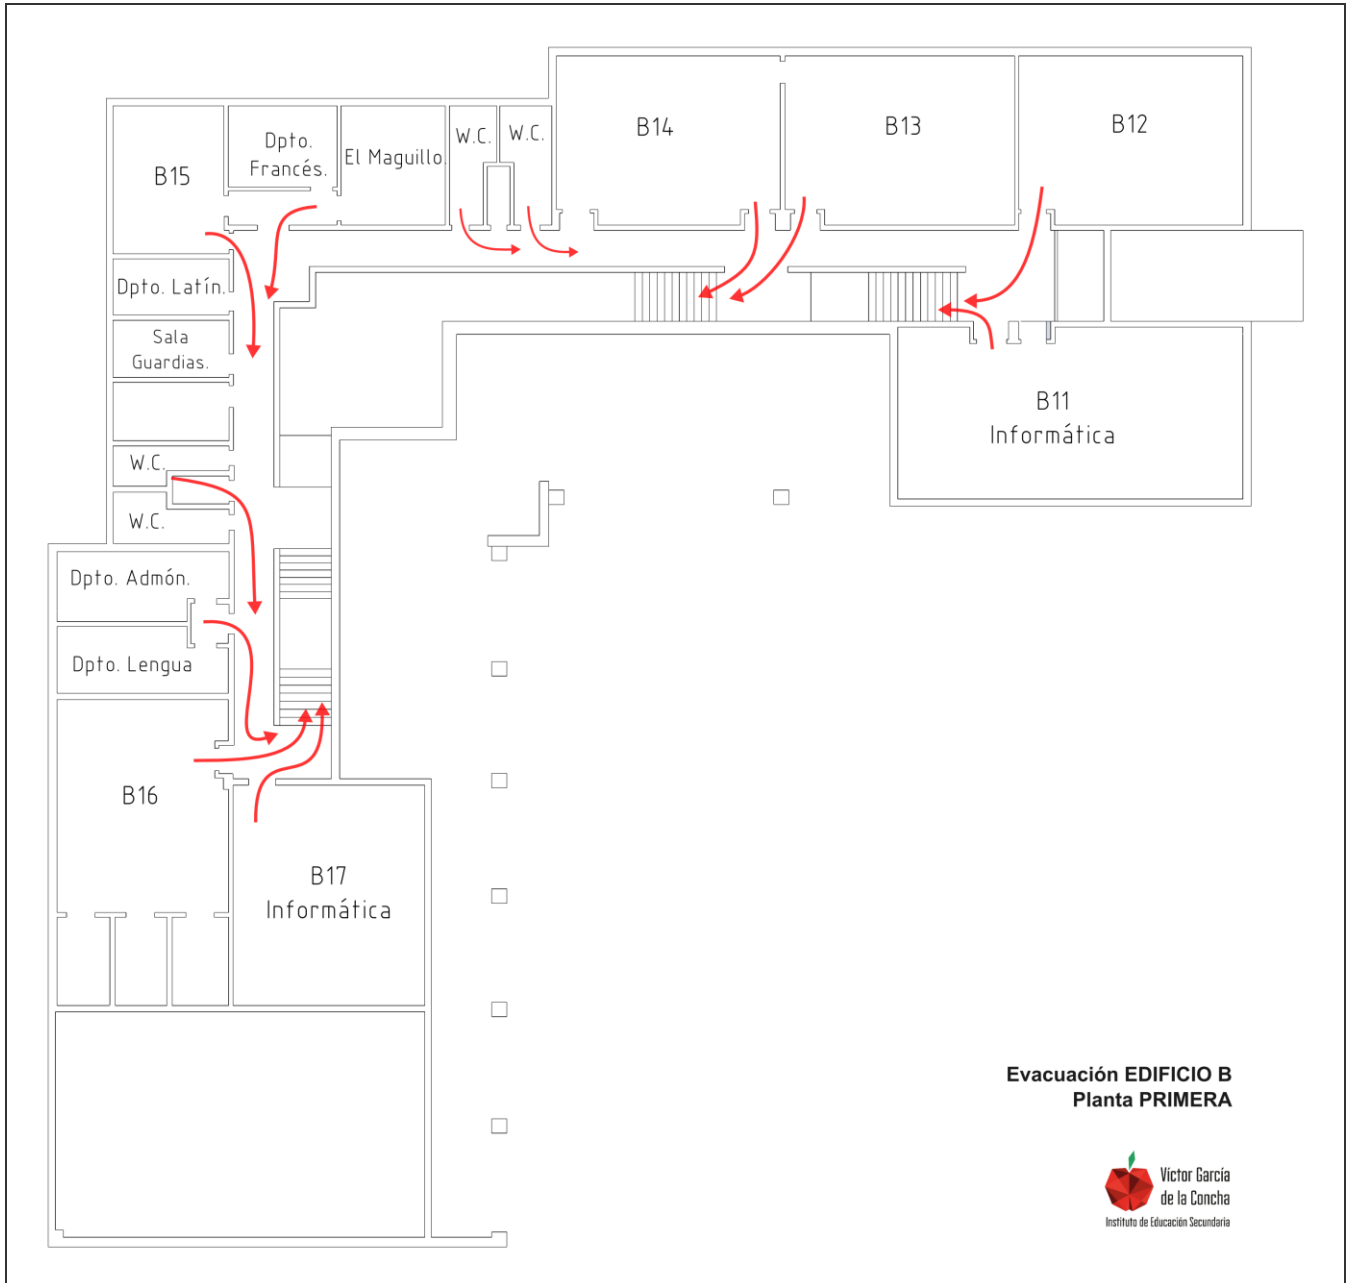 B14
B13
B12
W.C.
W.C.
Dpto.
Francés.
El Maguillo.
B15
Dpto. Latín.
Sala
Guardias.
W.C.
W.C.
Dpto. Admón.
Dpto. Lengua
B11
Informática
B16
B17
Informática
Evacuación EDIFICIO B
Planta PRIMERA
Víctor García
de la Concha
Instituto de Educación Secundaria